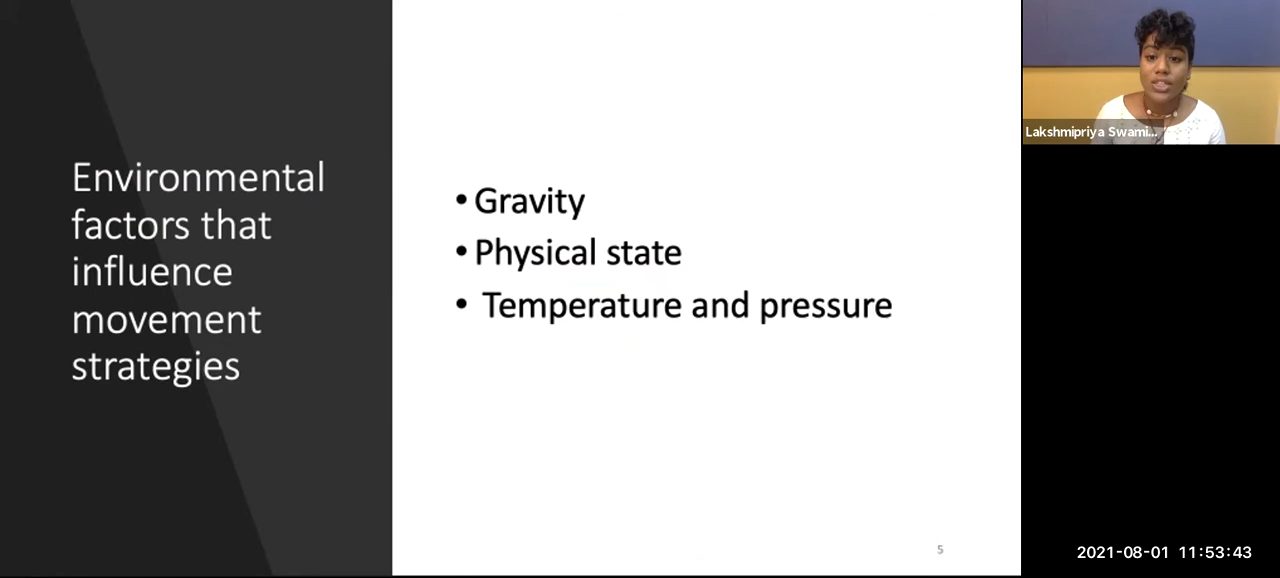 Environmental
factors that
influence
movement
strategies
• Gravity
• Physical state
• Temperature and pressure
5
Lakshmipriya Swami...
2021-08-01 11:53:43